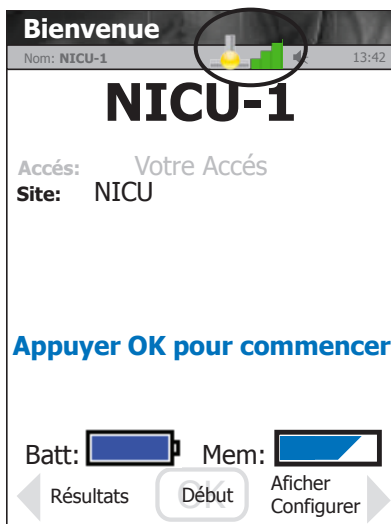 Bienvenue
Nom: NICU-1 13:42
NICU-1
Accés: Votre Accés
Site: NICU
Appuyer OK pour commencer
Batt: Mem:
Résultats OK Début Aficher
Configurer